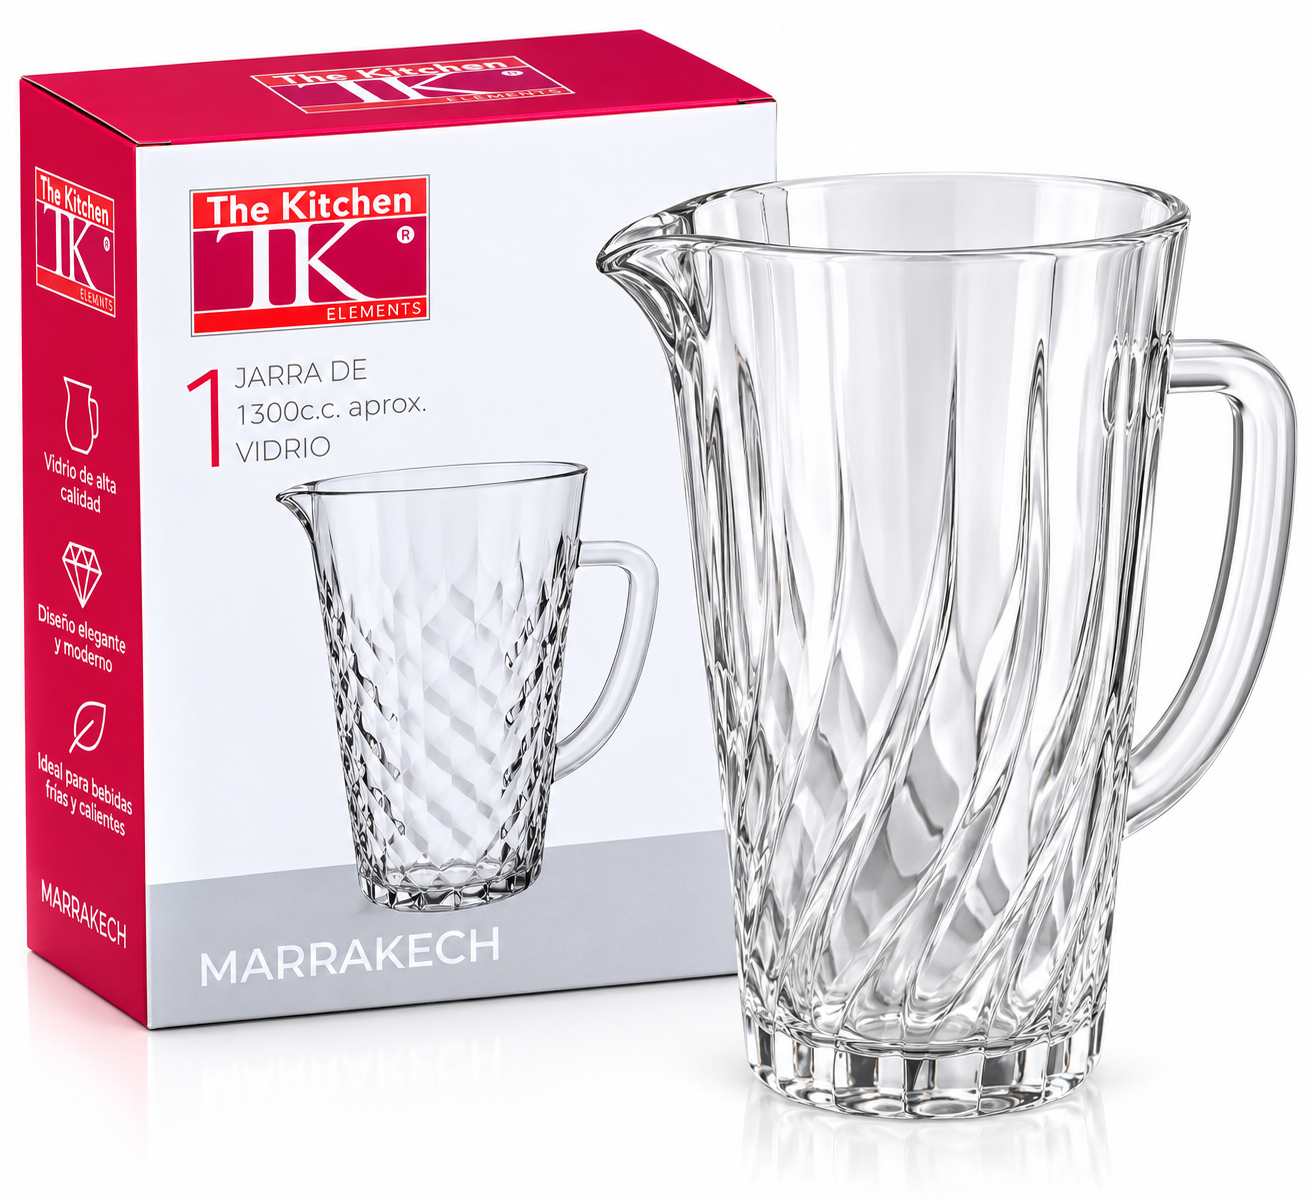 The Kitchen
TK ®
ELEMENTS
The Kitchen
TK ®
ELEMNTS
Vidrio de alta
calidad
Diseño elegante
y moderno
Ideal para bebidas
frías y calientes
MARRAKECH
The Kitchen
TK ®
ELEMENTS
1
JARRA DE
1300c.c. aprox.
VIDRIO
MARRAKECH